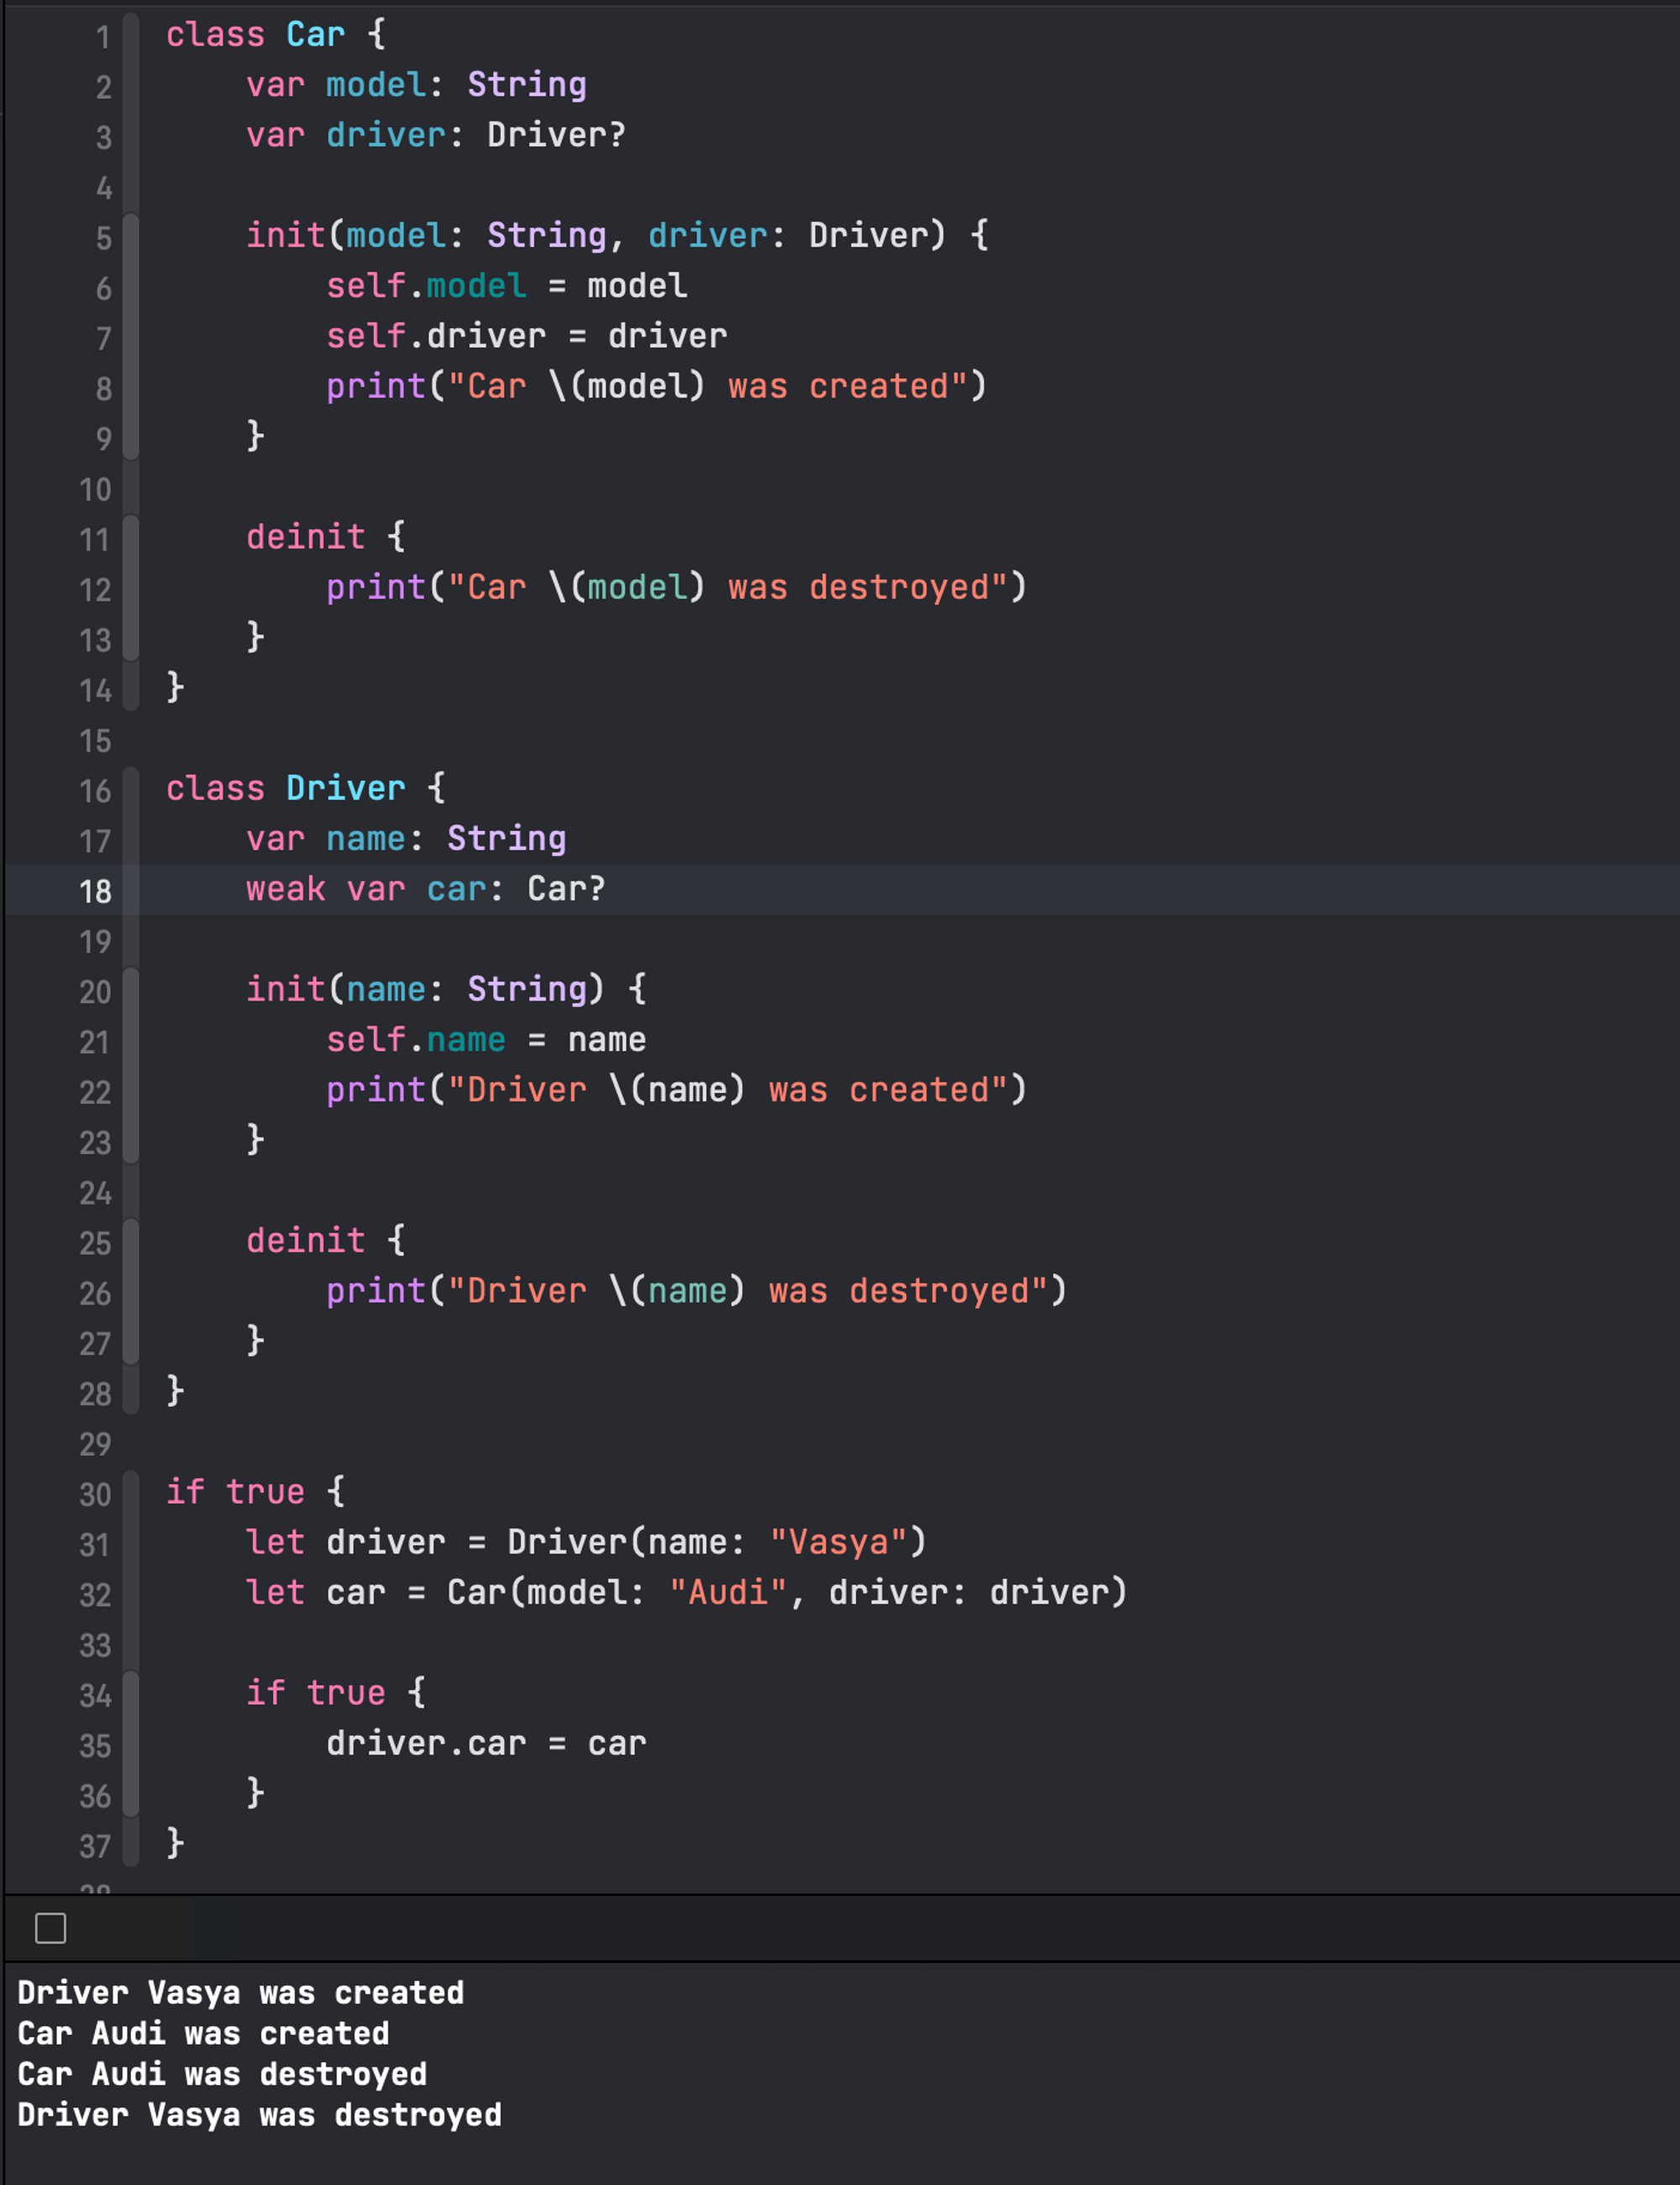 1 class Car {
2     var model: String
3     var driver: Driver?
4
5     init(model: String, driver: Driver) {
6         self.model = model
7         self.driver = driver
8         print("Car \(model) was created")
9     }
10
11     deinit {
12         print("Car \(model) was destroyed")
13     }
14 }
15
16 class Driver {
17     var name: String
18     weak var car: Car?
19
20     init(name: String) {
21         self.name = name
22         print("Driver \(name) was created")
23     }
24
25     deinit {
26         print("Driver \(name) was destroyed")
27     }
28 }
29
30 if true {
31     let driver = Driver(name: "Vasya")
32     let car = Car(model: "Audi", driver: driver)
33
34     if true {
35         driver.car = car
36     }
37 }
Driver Vasya was created
Car Audi was created
Car Audi was destroyed
Driver Vasya was destroyed